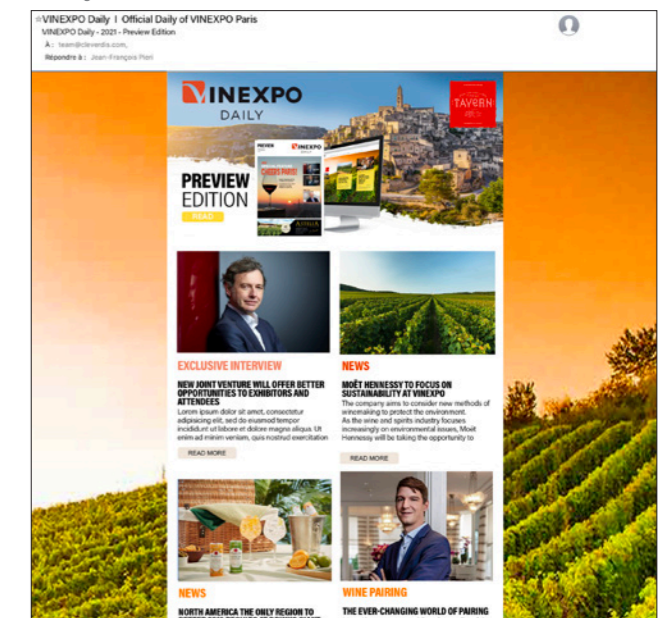 ☆VINEXPO Daily I Official Daily of VINEXPO Paris
VINEXPO Daily - 2021 - Preview Edition
À : team@cleverdis.com,
Répondre à : Jean-François Pieri
VINEXPO
DAILY
TAVERN
PREVIEW
VINEXPO
PREVIEW
EDITION
READ
EXCLUSIVE INTERVIEW
NEW JOINT VENTURE WILL OFFER BETTER
OPPORTUNITIES TO EXHIBITORS AND
ATTENDEES
Lorem ipsum dolor sit amet, consectetur
adipisicing elit, sed do eiusmod tempor
incididunt ut labore et dolore magna aliqua. Ut
enim ad minim veniam, quis nostrud exercitation
READ MORE
NEWS
MOËT HENNESSY TO FOCUS ON
SUSTAINABILITY AT VINEXPO
The company aims to consider new methods of
winemaking to protect the environment.
As the wine and spirits industry focuses
increasingly on environmental issues, Moët
Hennessy will be taking the opportunity to
READ MORE
NEWS
NORTH AMERICA THE ONLY REGION TO
WINE PAIRING
THE EVER-CHANGING WORLD OF PAIRING